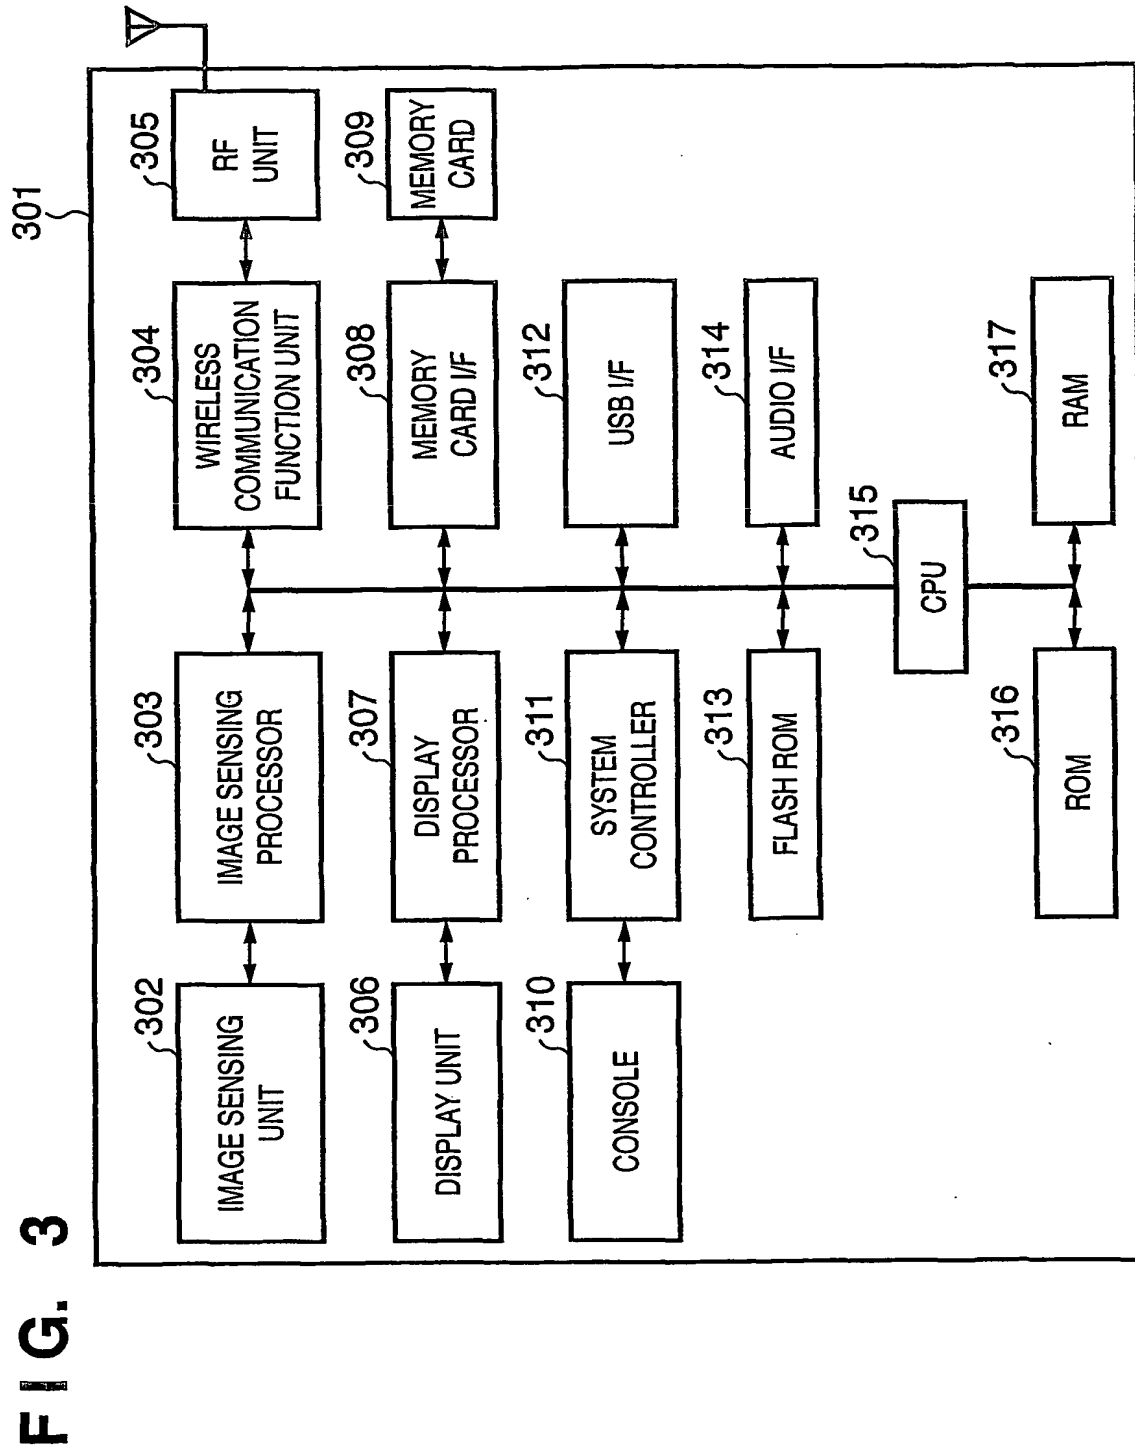 FIG. 3
301
302
IMAGE SENSING
UNIT
303
IMAGE SENSING
PROCESSOR
304
WIRELESS
COMMUNICATION
FUNCTION UNIT
305
RF
UNIT
306
DISPLAY UNIT
307
DISPLAY
PROCESSOR
308
MEMORY
CARD I/F
309
MEMORY
CARD
310
CONSOLE
311
SYSTEM
CONTROLLER
312
USB I/F
313
FLASH ROM
314
AUDIO I/F
315
CPU
316
ROM
317
RAM